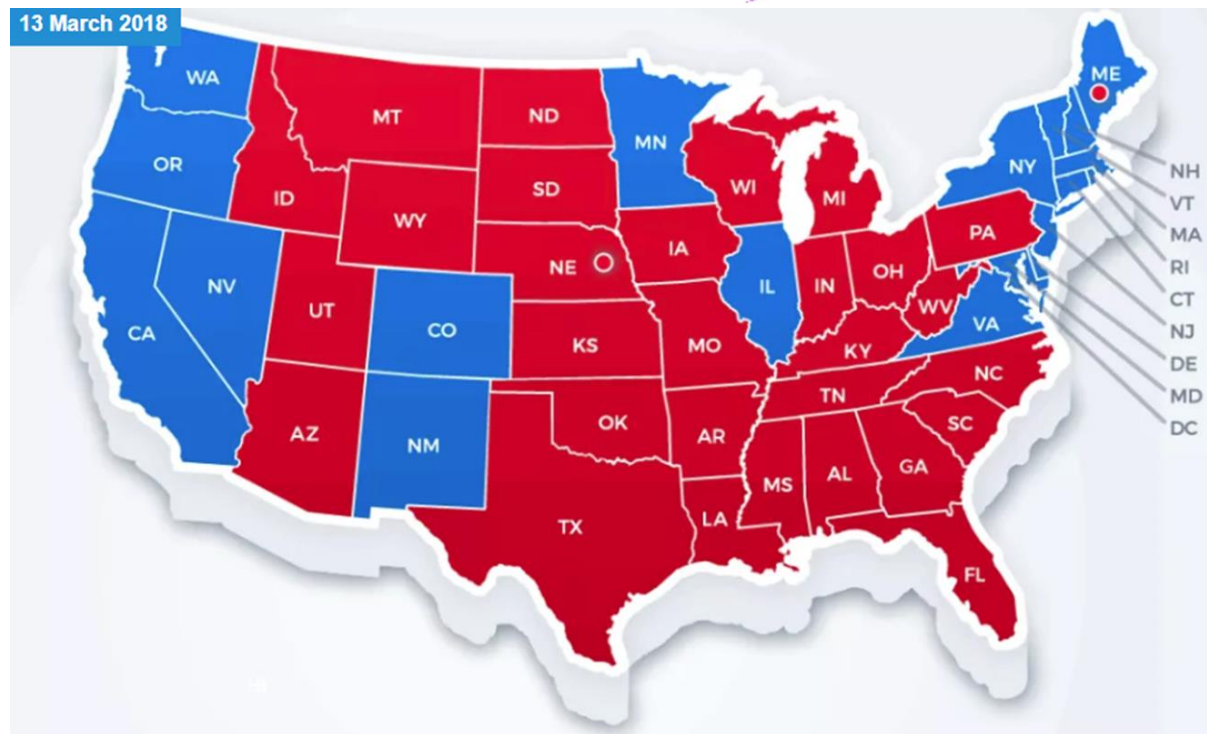 13 March 2018
WA
MT
ND
MN
ME
OR
ID
WY
SD
WI
MI
NY
NH
VT
MA
RI
CT
NJ
DE
MD
DC
NV
UT
CO
NE
IA
IL
IN
OH
PA
WV
VA
CA
KS
MO
KY
AZ
NM
OK
AR
TN
NC
SC
TX
LA
MS
AL
GA
FL